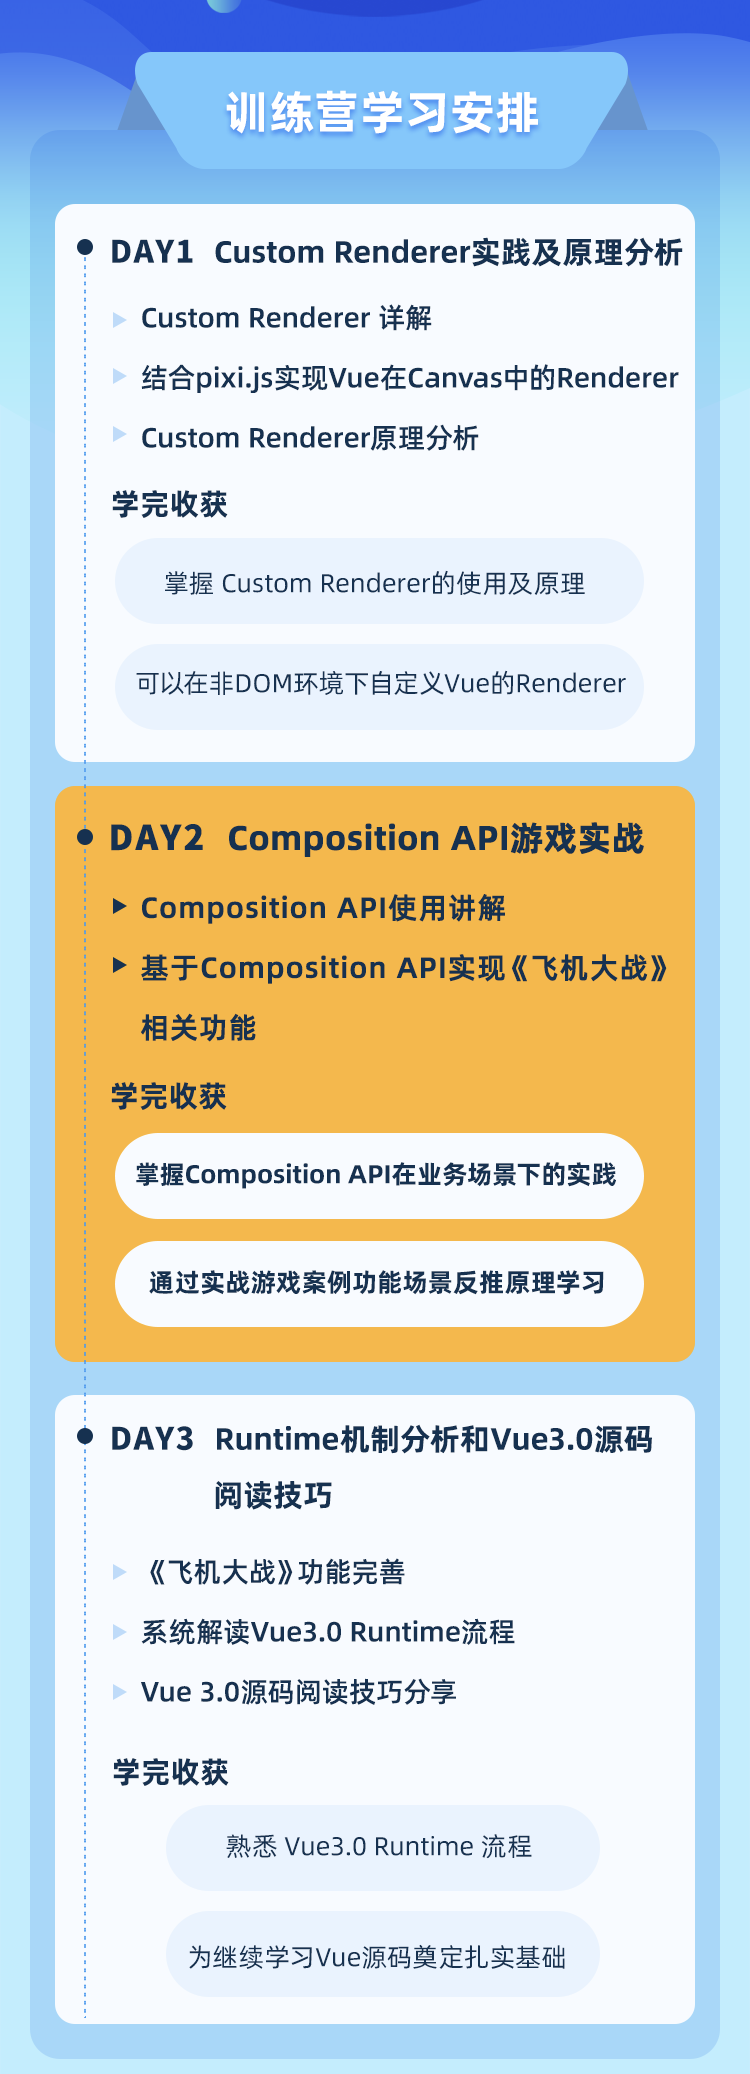 训练营学习安排
DAY1 Custom Renderer实践及原理分析
Custom Renderer 详解
结合pixi.js实现Vue在Canvas中的Renderer
Custom Renderer原理分析
学完收获
掌握 Custom Renderer的使用及原理
可以在非DOM环境下自定义Vue的Renderer
DAY2 Composition API游戏实战
Composition API使用讲解
基于Composition API实现《飞机大战》
相关功能
学完收获
掌握Composition API在业务场景下的实践
通过实战游戏案例功能场景反推原理学习
DAY3 Runtime机制分析和Vue3.0源码
阅读技巧
《飞机大战》功能完善
系统解读Vue3.0 Runtime流程
Vue 3.0源码阅读技巧分享
学完收获
熟悉 Vue3.0 Runtime 流程
为继续学习Vue源码奠定扎实基础